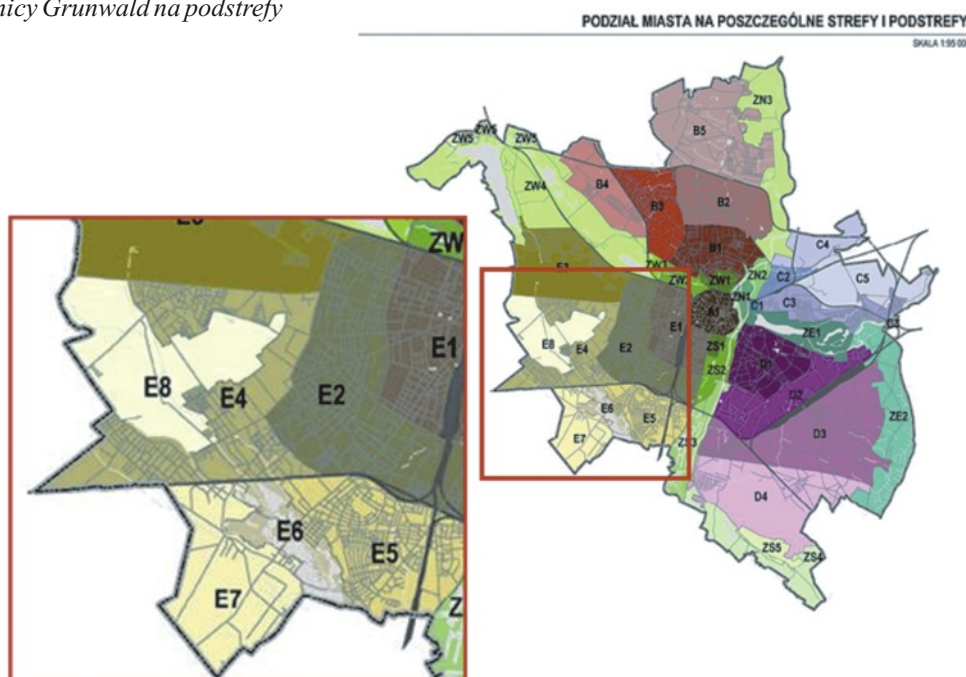 nicy Grunwald na podstrefy
PODZIAŁ MIASTA NA POSZCZEGÓLNE STREFY I PODSTREFY
SKALA 1:95 00
ZN3
B5
ZW5
ZW5
ZW5
ZW4
B4
B3
B2
B1
C4
ZW1
ZW1
ZN2
C2
C5
E3
ZN1
A1
C1
C3
ZE1
E1
E2
E8
E4
ZS1
ZS2
D1
D2
ZE2
E6
E5
E7
ZS3
D3
D4
ZS5
ZS4
ZW
E1
E8
E4
E2
E6
E5
E7
Z